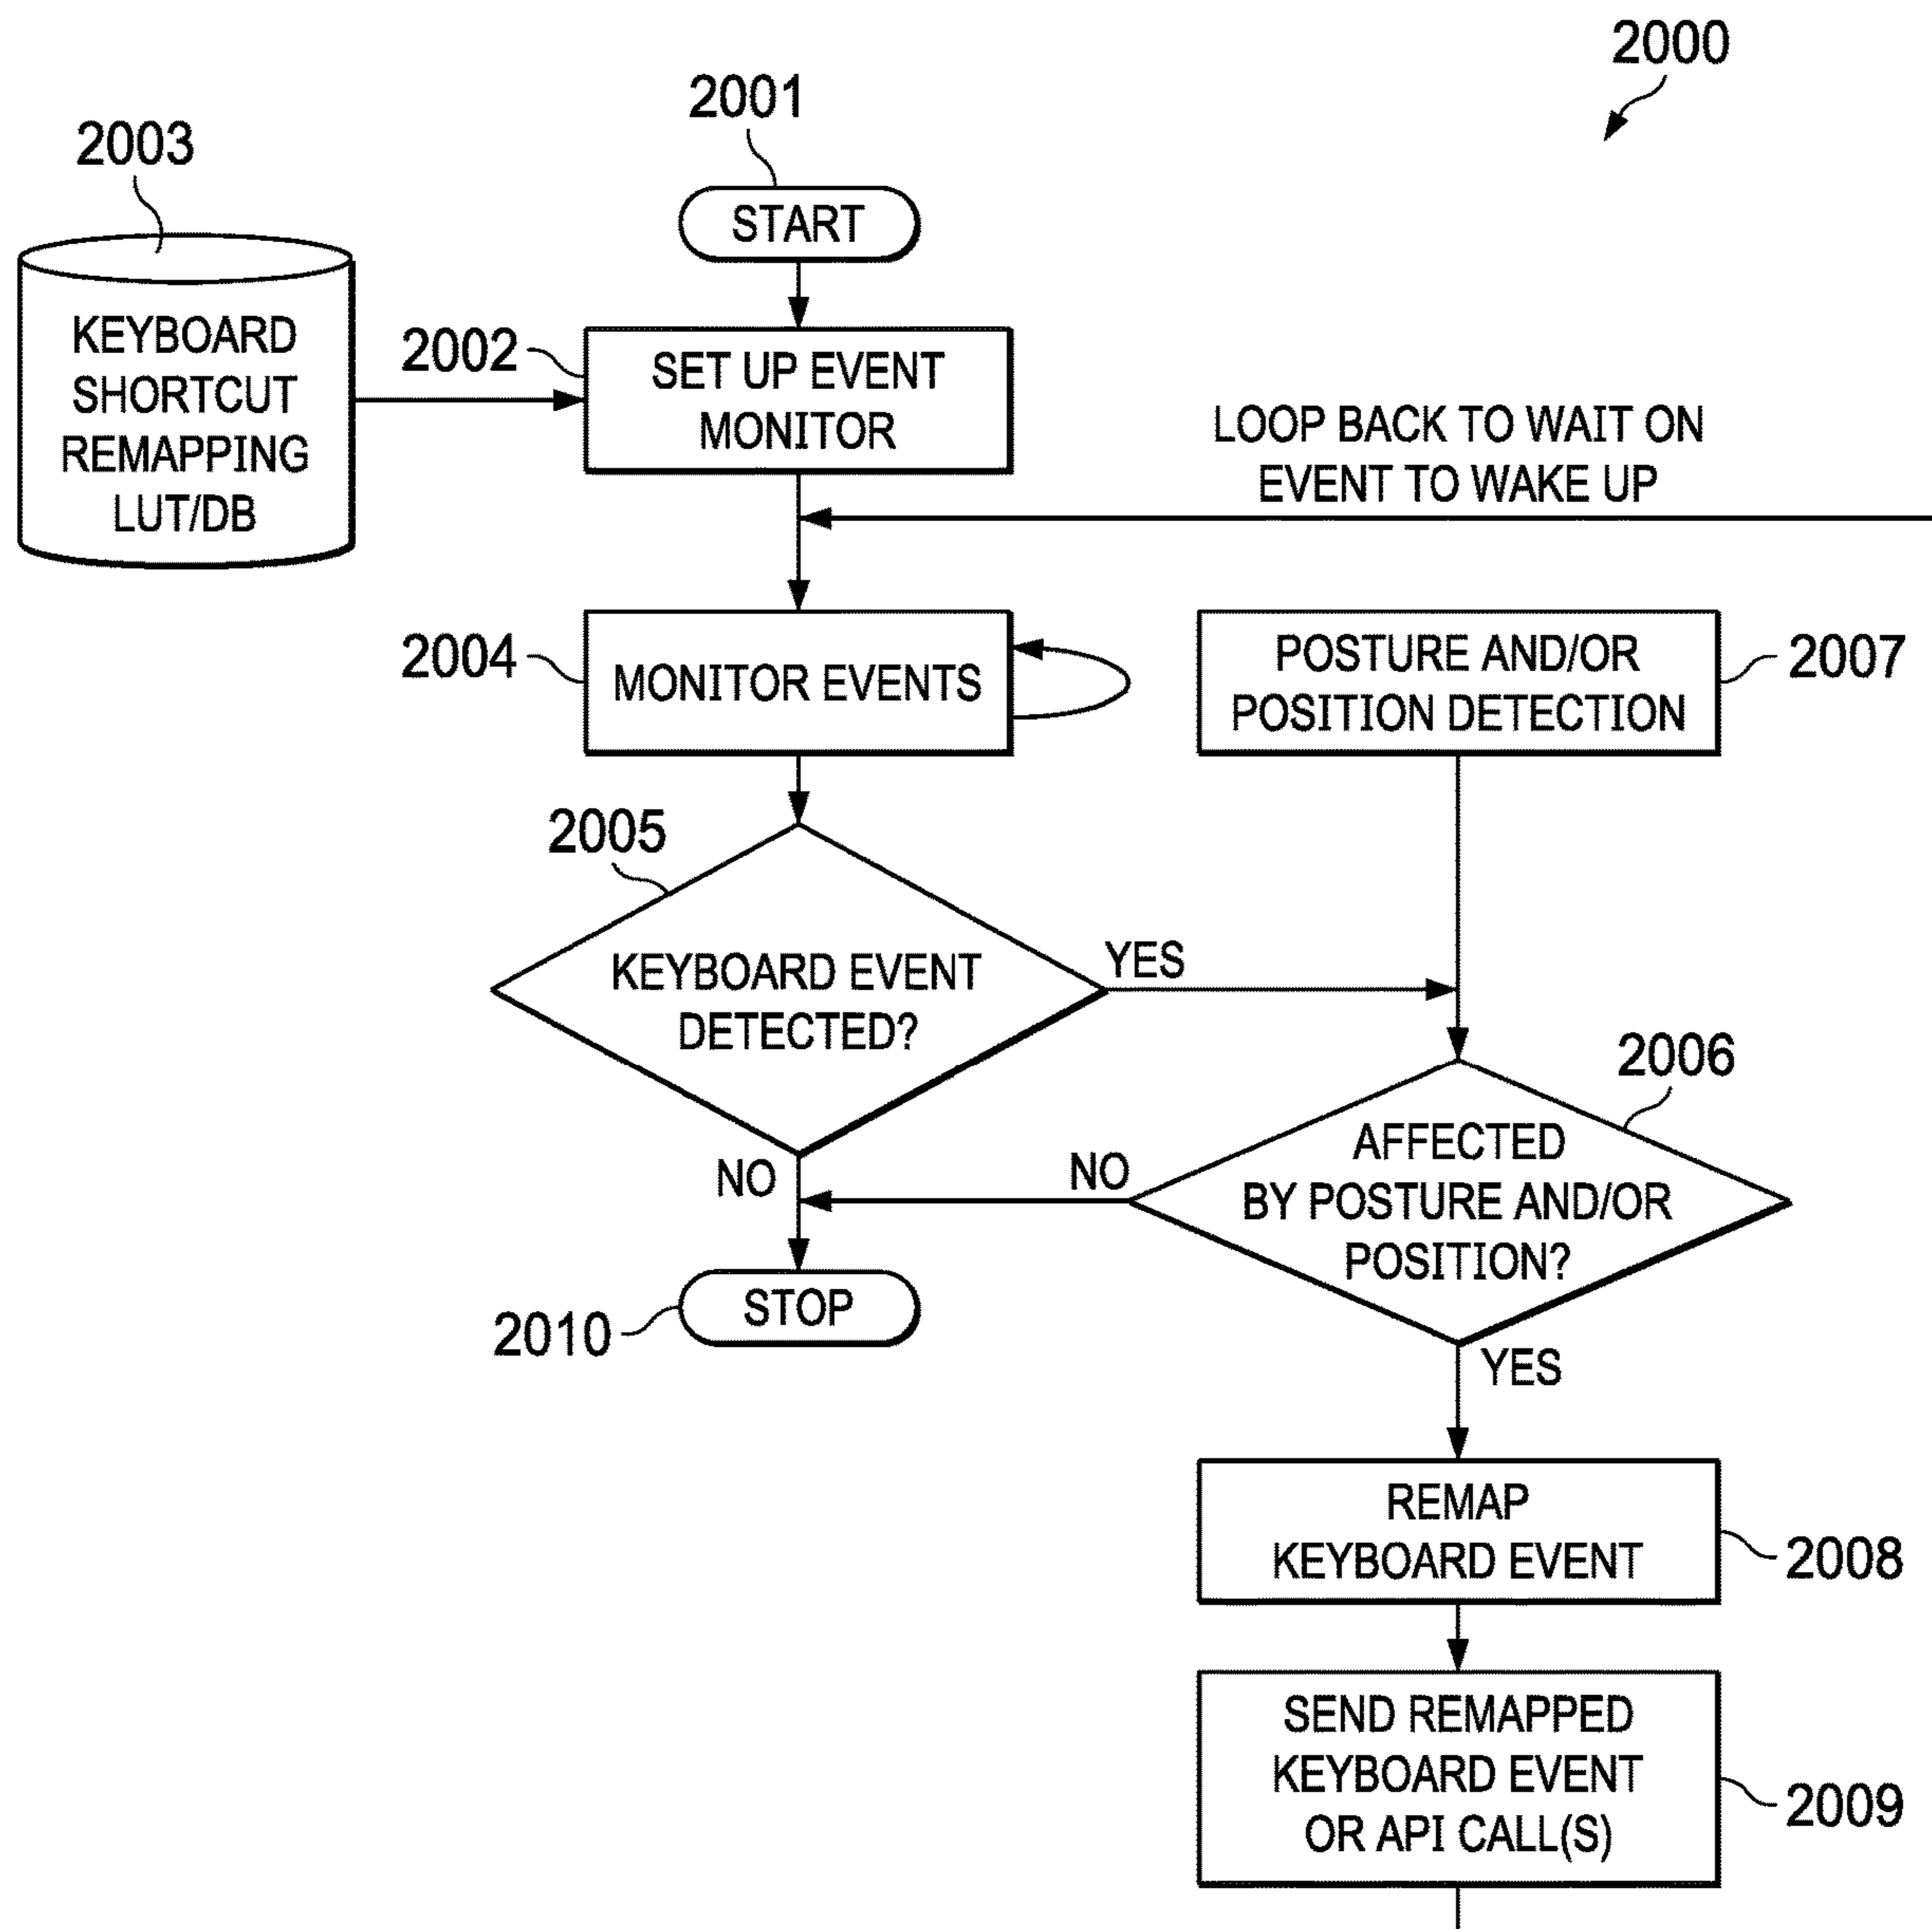 2000
2001
2003
START
KEYBOARD
SHORTCUT
REMAPPING
LUT/DB
2002
SET UP EVENT
MONITOR
LOOP BACK TO WAIT ON
EVENT TO WAKE UP
2004
MONITOR EVENTS
POSTURE AND/OR
POSITION DETECTION
2007
2005
KEYBOARD EVENT
DETECTED?
YES
NO
2006
AFFECTED
BY POSTURE AND/OR
POSITION?
NO
YES
2010
STOP
REMAP
KEYBOARD EVENT
2008
SEND REMAPPED
KEYBOARD EVENT
OR API CALL(S)
2009